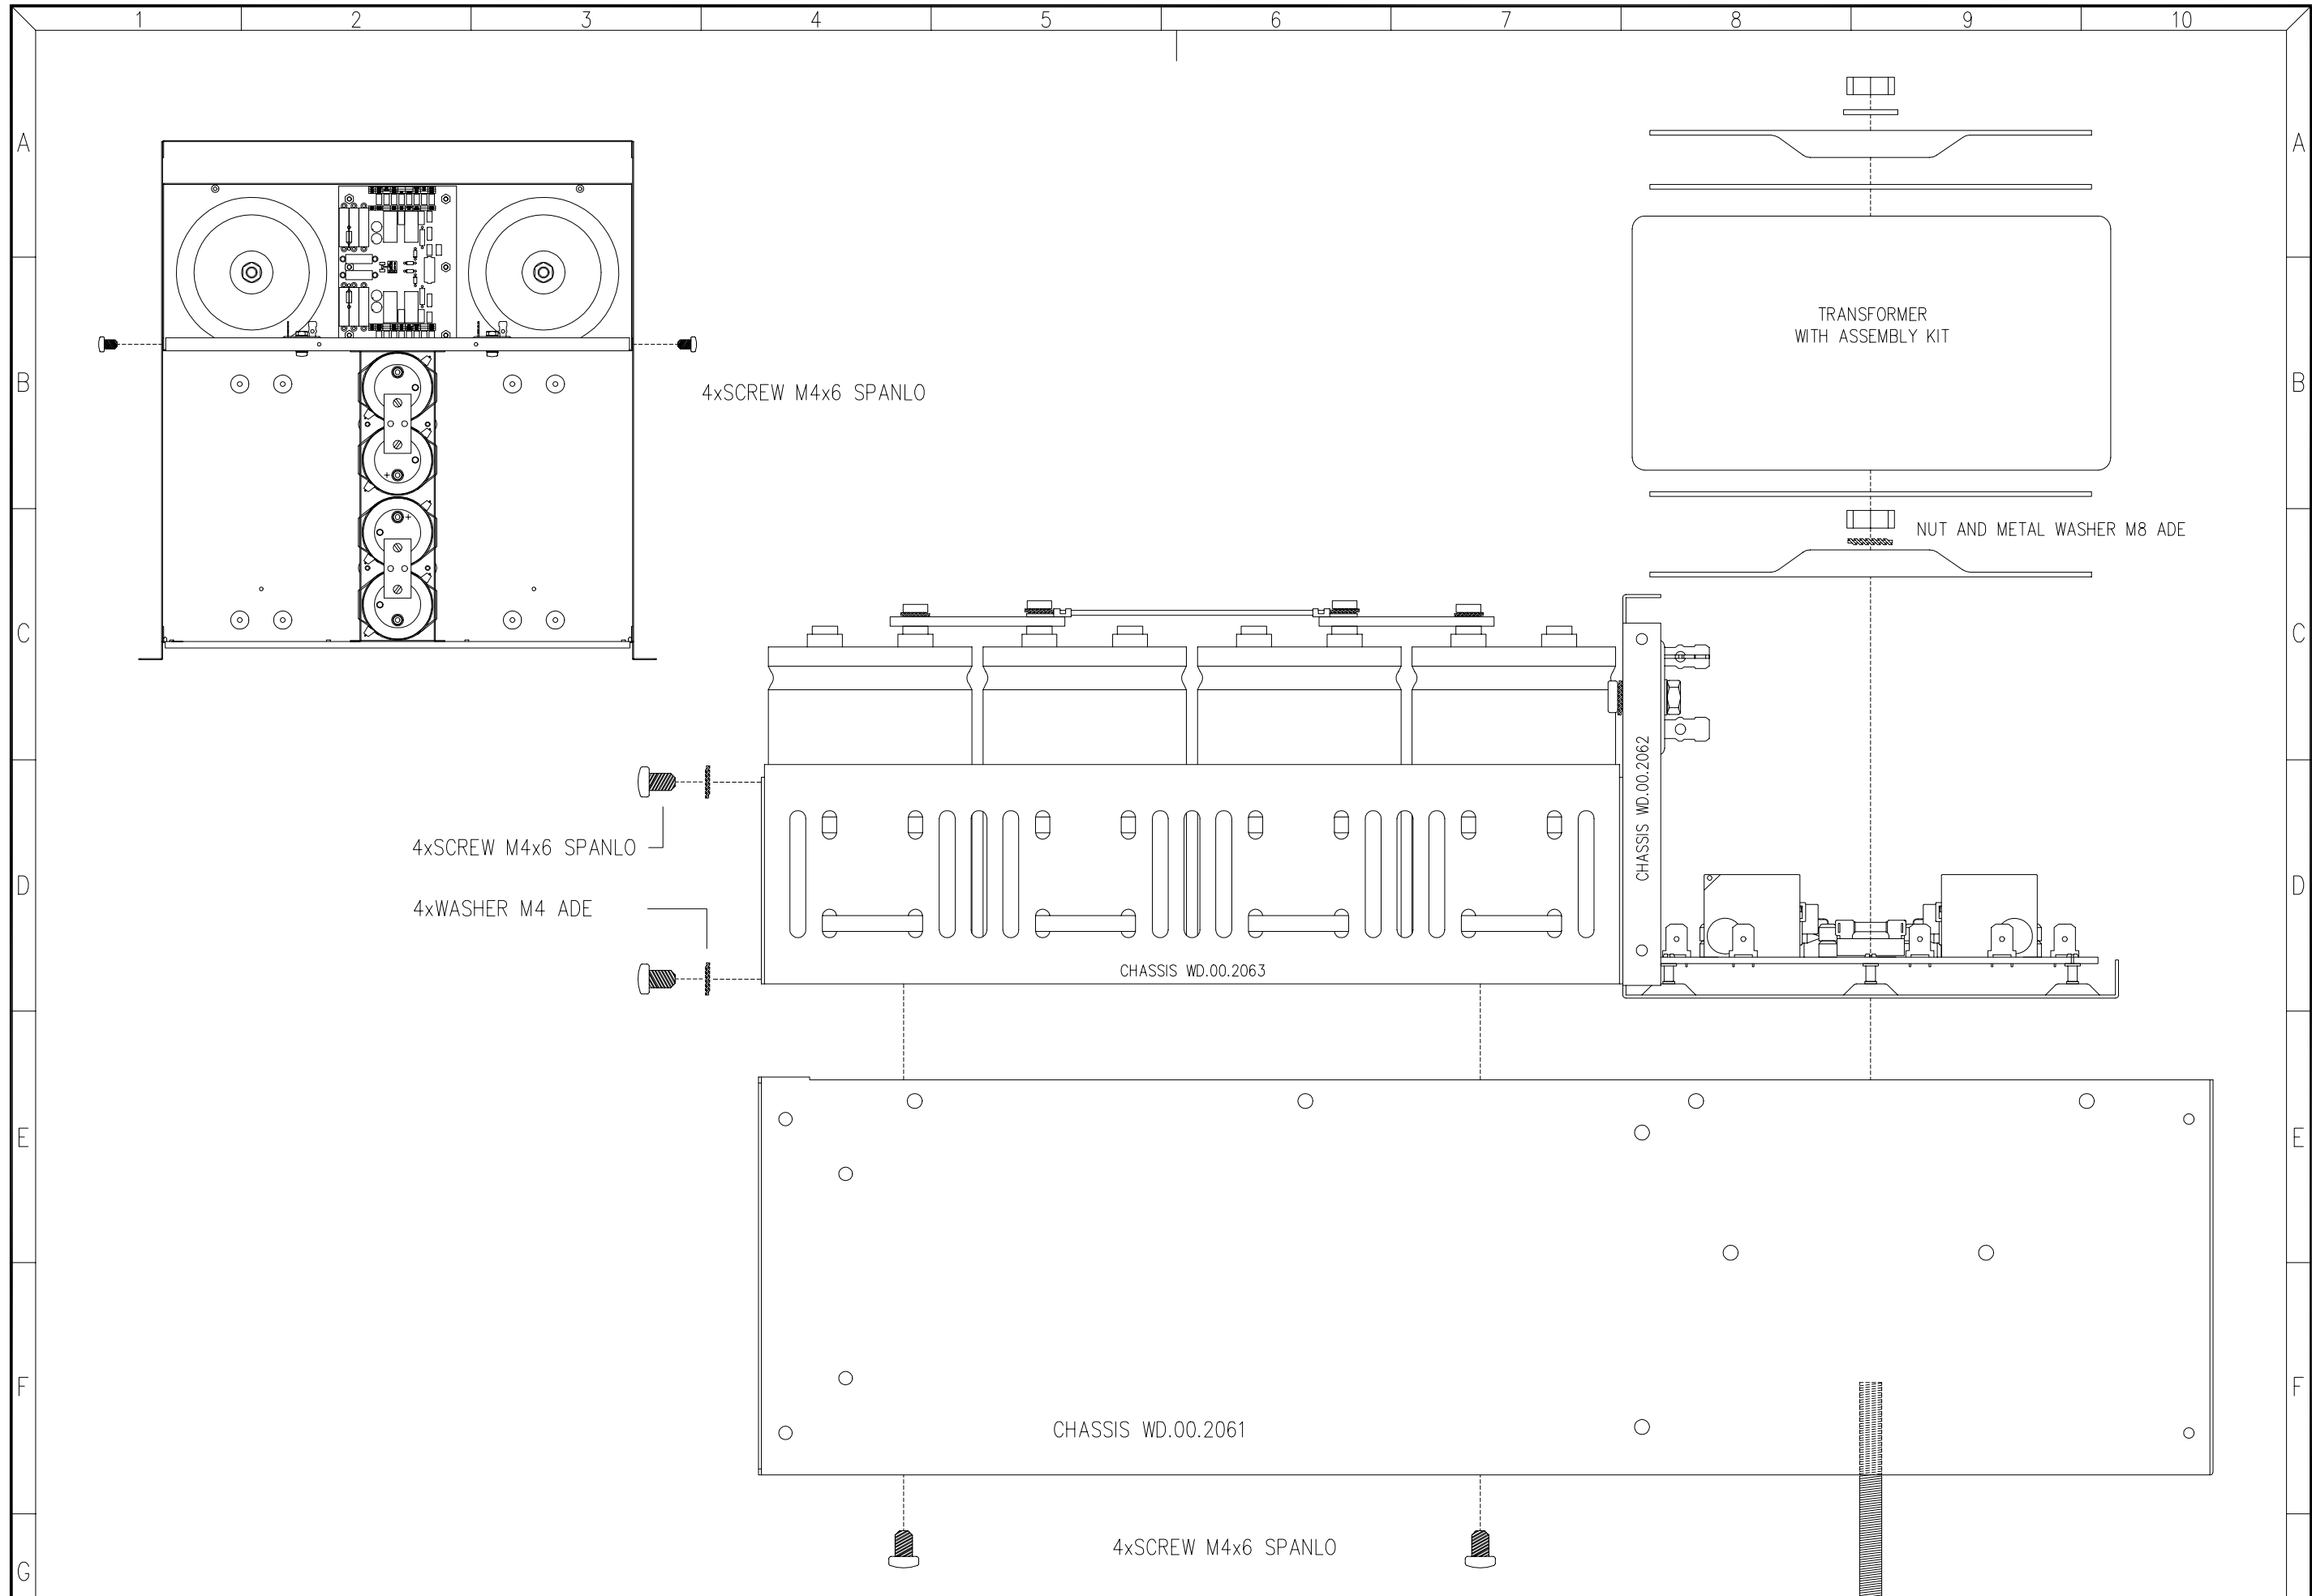 1 2 3 4 5 6 7 8 9 10
A A
TRANSFORMER
WITH ASSEMBLY KIT
B B
4xSCREW M4x6 SPANLO
NUT AND METAL WASHER M8 ADE
C C
CHASSIS WD.00.2062
4xSCREW M4x6 SPANLO
D D
4xWASHER M4 ADE
CHASSIS WD.00.2063
E E
F F
CHASSIS WD.00.2061
4xSCREW M4x6 SPANLO
G